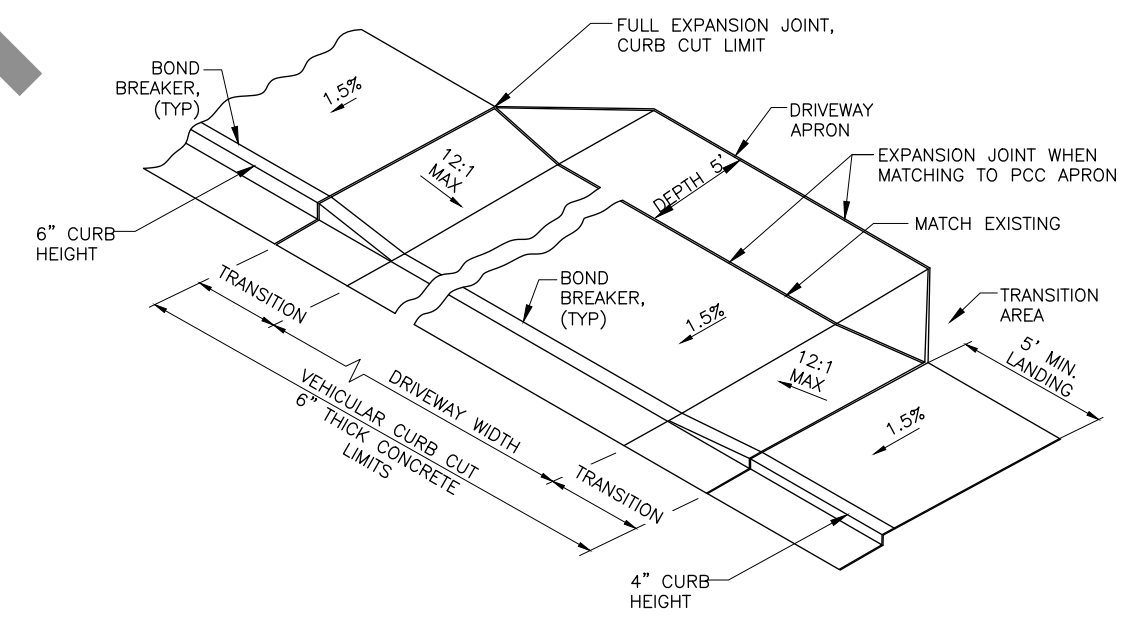 FULL EXPANSION JOINT,
CURB CUT LIMIT
BOND
BREAKER,
(TYP)
1.5%
DRIVEWAY
APRON
12:1
MAX
DEPTH 5'
EXPANSION JOINT WHEN
MATCHING TO PCC APRON
MATCH EXISTING
6" CURB
HEIGHT
BOND
BREAKER,
(TYP)
TRANSITION
1.5%
TRANSITION
AREA
12:1
MAX
5' MIN.
LANDING
DRIVEWAY WIDTH
VEHICULAR CURB CUT
6" THICK CONCRETE
LIMITS
1.5%
TRANSITION
4" CURB
HEIGHT